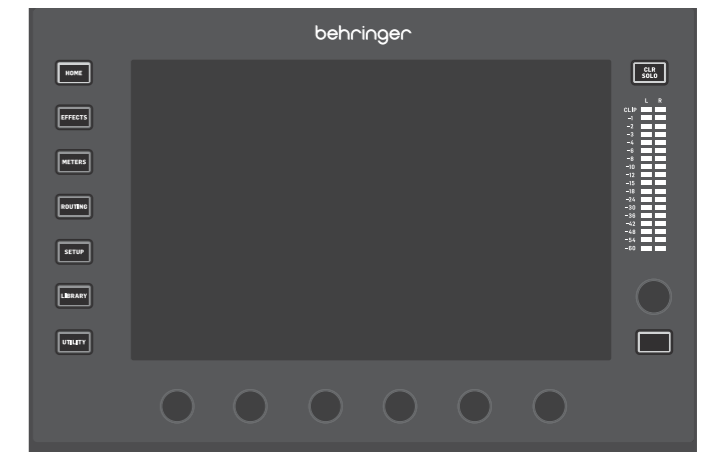 behringer
HOME
EFFECTS
METERS
ROUTING
SETUP
LIBRARY
UTILITY
CLR
SOLO
L R
CLIP
-1
-2
-3
-4
-6
-8
-10
-12
-15
-18
-24
-30
-36
-42
-48
-54
-60